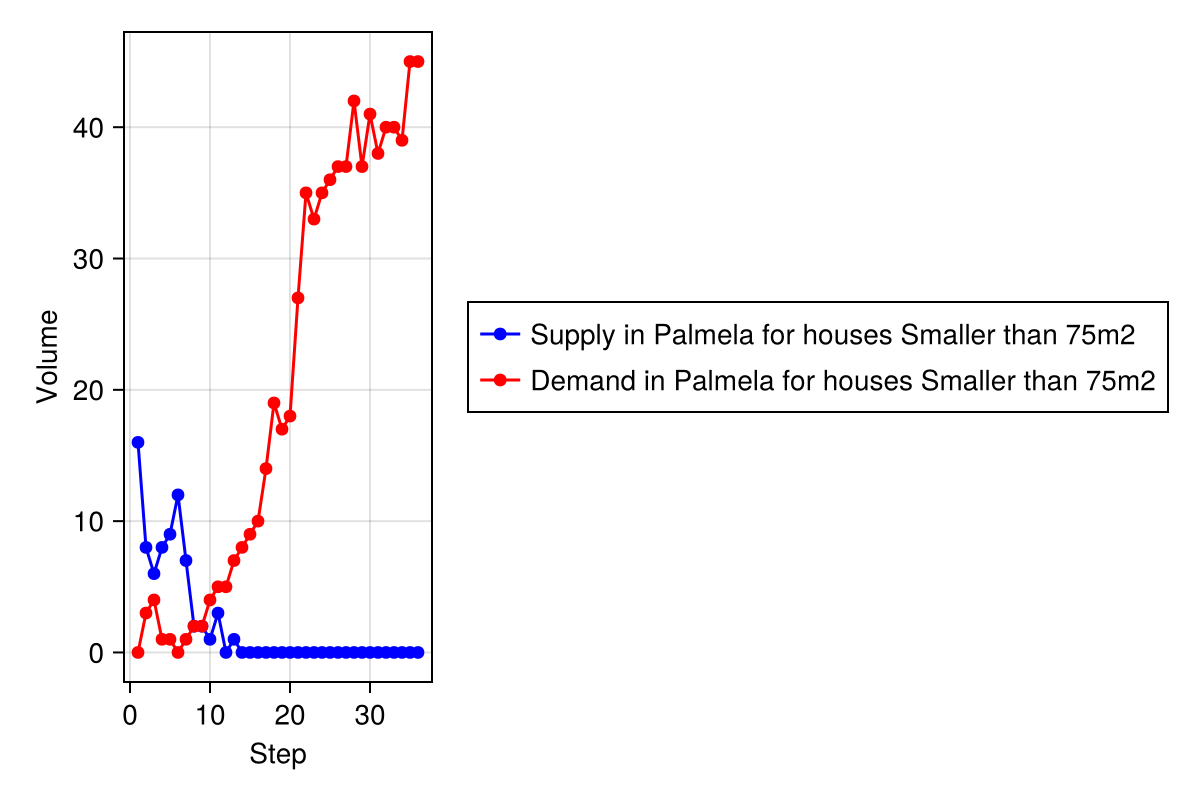 40
30
20
10
0
Volume
0 10 20 30
Step
Supply in Palmela for houses Smaller than 75m2
Demand in Palmela for houses Smaller than 75m2